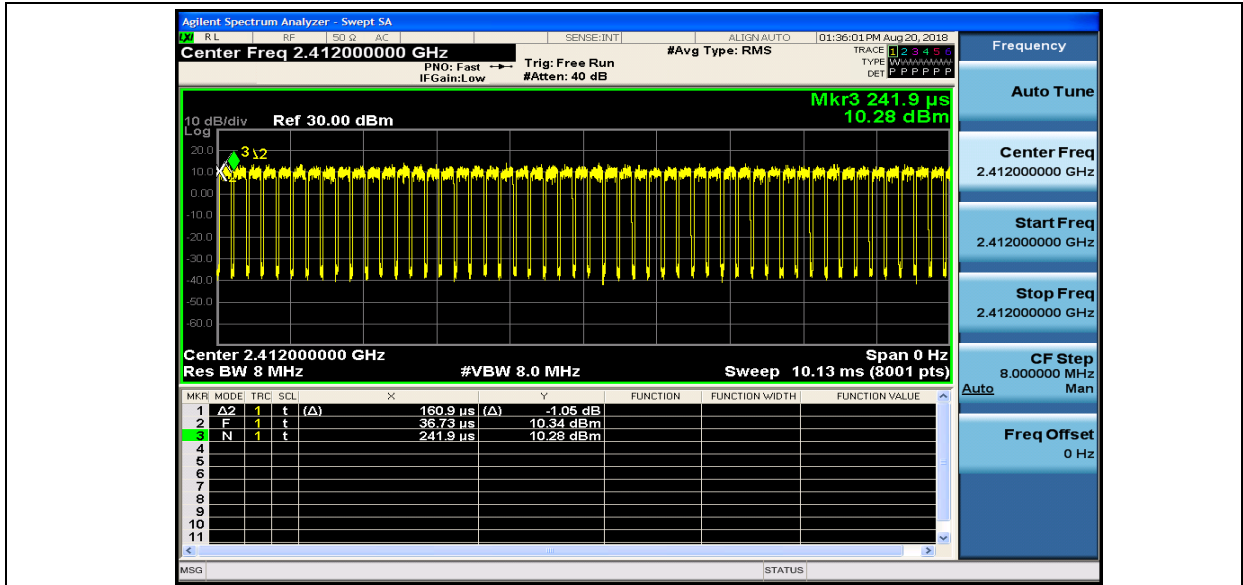 Agilent Spectrum Analyzer - Swept SA
LXI RL RF 50 Ω AC SENSE:INT ALIGN AUTO 01:36:01 PM Aug 20, 2018
Center Freq 2.412000000 GHz
PNO: Fast
IFGain:Low
Trig: Free Run
#Atten: 40 dB
#Avg Type: RMS
TRACE 1 2 3 4 5 6
TYPE WWWWWW
DET P P P P P P
Mkr3 241.9 µs
10.28 dBm
10 dB/div Ref 30.00 dBm
Log
20.0
10.0
0.00
-10.0
-20.0
-30.0
-40.0
-50.0
-60.0
3
Center 2.412000000 GHz Span 0 Hz
Res BW 8 MHz #VBW 8.0 MHz Sweep 10.13 ms (8001 pts)
MKR MODE TRC SCL X Y FUNCTION FUNCTION WIDTH FUNCTION VALUE
1 Δ2 1 t (Δ) 160.9 µs (Δ) -1.05 dB
2 F 1 t 36.73 µs 10.34 dBm
3 N 1 t 241.9 µs 10.28 dBm
4
5
6
7
8
9
10
11
MSG STATUS
Frequency
Auto Tune
Center Freq
2.412000000 GHz
Start Freq
2.412000000 GHz
Stop Freq
2.412000000 GHz
CF Step
8.000000 MHz
Auto Man
Freq Offset
0 Hz